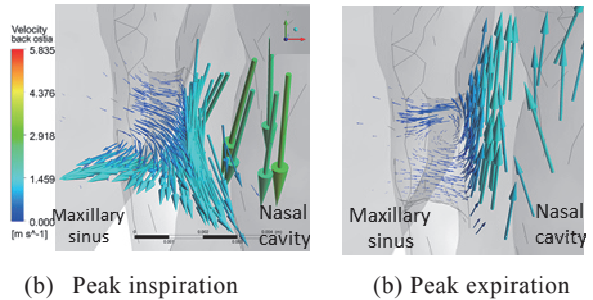 Velocity
back ostia
5.835
4.376
2.918
1.459
0.000
[m s^-1]
Maxillary
sinus
Nasal
cavity
Maxillary
sinus
Nasal
cavity
(b) Peak inspiration
(b) Peak expiration